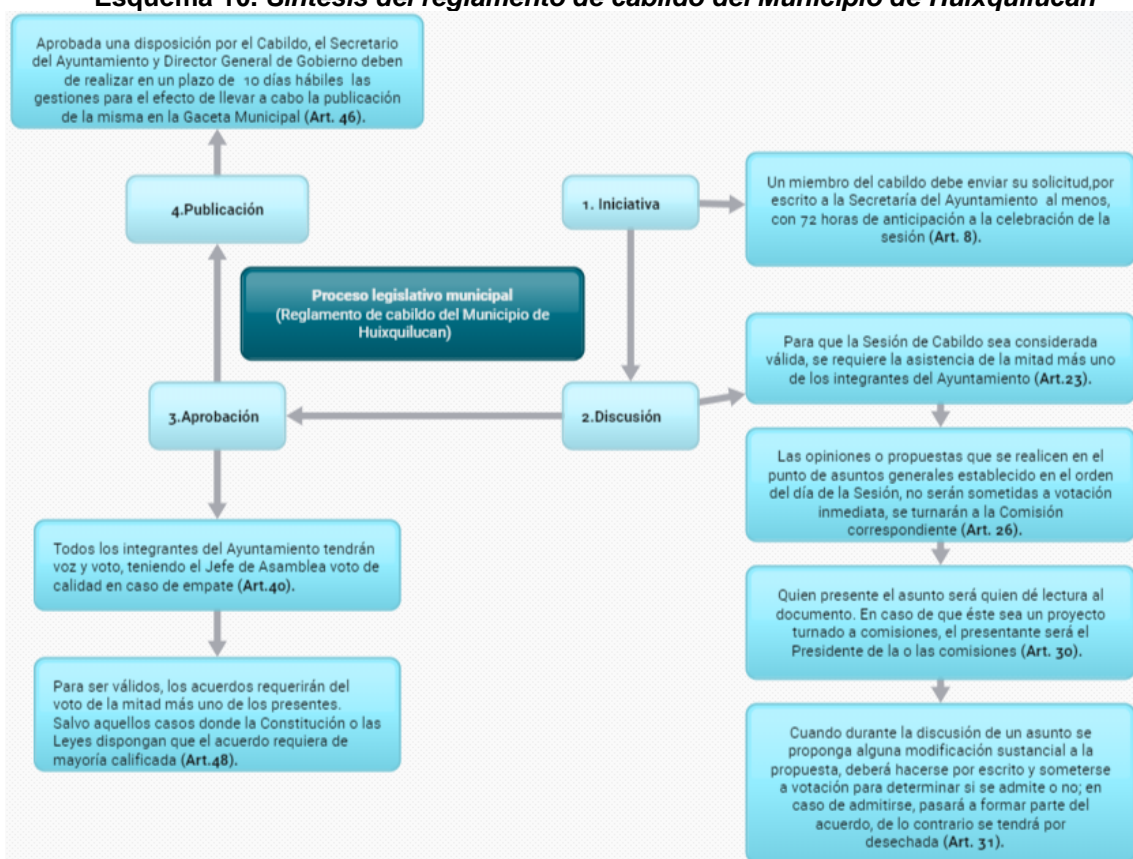 Esquema 10. Síntesis del reglamento de cabildo del Municipio de Huixquilucan
Aprobada una disposición por el Cabildo, el Secretario
del Ayuntamiento y Director General de Gobierno deben
de realizar en un plazo de 10 días hábiles las
gestiones para el efecto de llevar a cabo la publicación
de la misma en la Gaceta Municipal (Art. 46).
4.Publicación
1. Iniciativa
Un miembro del cabildo debe enviar su solicitud,por
escrito a la Secretaría del Ayuntamiento al menos,
con 72 horas de anticipación a la celebración de la
sesión (Art. 8).
Proceso legislativo municipal
(Reglamento de cabildo del Municipio de
Huixquilucan)
Para que la Sesión de Cabildo sea considerada
válida, se requiere la asistencia de la mitad más uno
de los integrantes del Ayuntamiento (Art.23).
3.Aprobación
2.Discusión
Las opiniones o propuestas que se realicen en el
punto de asuntos generales establecido en el orden
del día de la Sesión, no serán sometidas a votación
inmediata, se turnarán a la Comisión
correspondiente (Art. 26).
Todos los integrantes del Ayuntamiento tendrán
voz y voto, teniendo el Jefe de Asamblea voto de
calidad en caso de empate (Art.40).
Quien presente el asunto será quien dé lectura al
documento. En caso de que éste sea un proyecto
turnado a comisiones, el presentante será el
Presidente de la o las comisiones (Art. 30).
Para ser válidos, los acuerdos requerirán del
voto de la mitad más uno de los presentes.
Salvo aquellos casos donde la Constitución o las
Leyes dispongan que el acuerdo requiera de
mayoría calificada (Art.48).
Cuando durante la discusión de un asunto se
proponga alguna modificación sustancial a la
propuesta, deberá hacerse por escrito y someterse
a votación para determinar si se admite o no; en
caso de admitirse, pasará a formar parte del
acuerdo, de lo contrario se tendrá por
desechada (Art. 31).